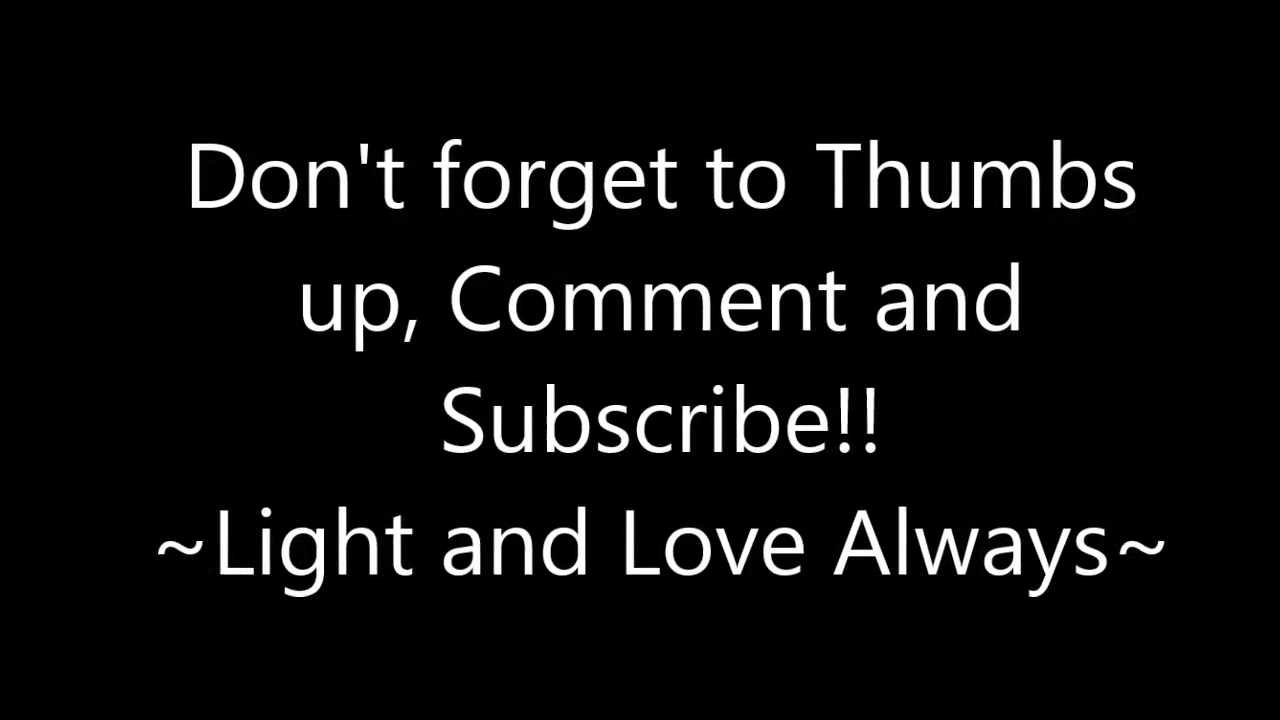 Don't forget to Thumbs
up, Comment and
Subscribe!!
~Light and Love Always~